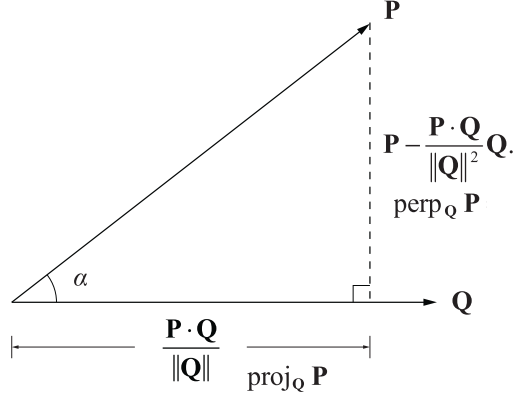 P
P − (P · Q / ‖Q‖²) Q.
perp_Q P
α
Q
P · Q / ‖Q‖
proj_Q P